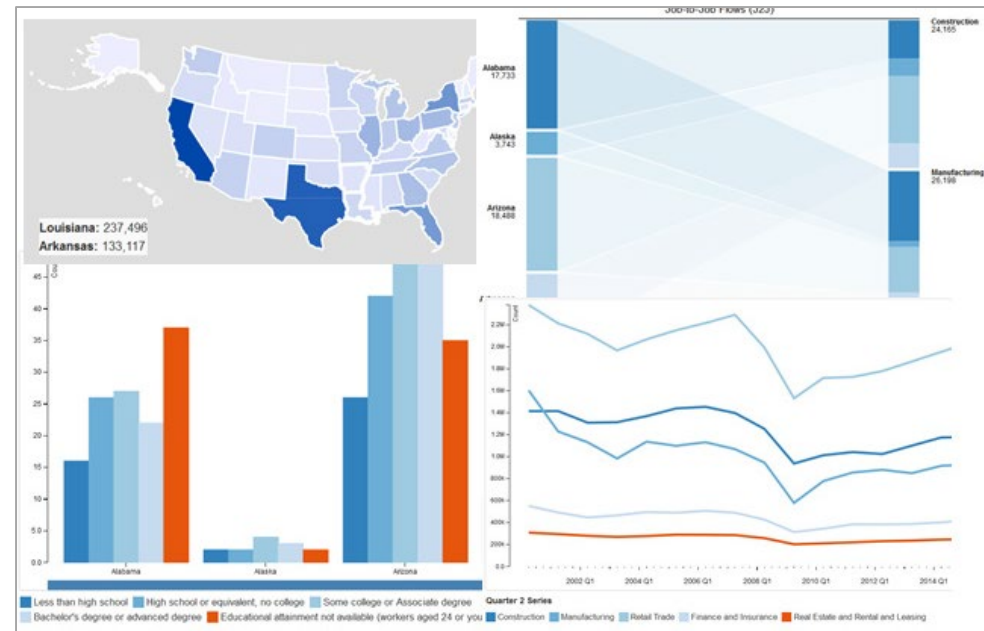 Job-to-Job Flows (J2J)
Louisiana: 237,496
Arkansas: 133,117
Alabama
17,733
Alaska
3,743
Arizona
18,488
Construction
24,165
Manufacturing
26,198
45
40
35
30
25
20
15
10
5.0
0.0
Alabama
Alaska
Arizona
Less than high school
High school or equivalent, no college
Some college or Associate degree
Bachelor's degree or advanced degree
Educational attainment not available (workers aged 24 or you
Count
2.2M
2.0M
1.8M
1.6M
1.4M
1.2M
1.0M
800k
600k
400k
200k
0.0
2002 Q1
2004 Q1
2006 Q1
2008 Q1
2010 Q1
2012 Q1
2014 Q1
Quarter 2 Series
Construction
Manufacturing
Retail Trade
Finance and Insurance
Real Estate and Rental and Leasing